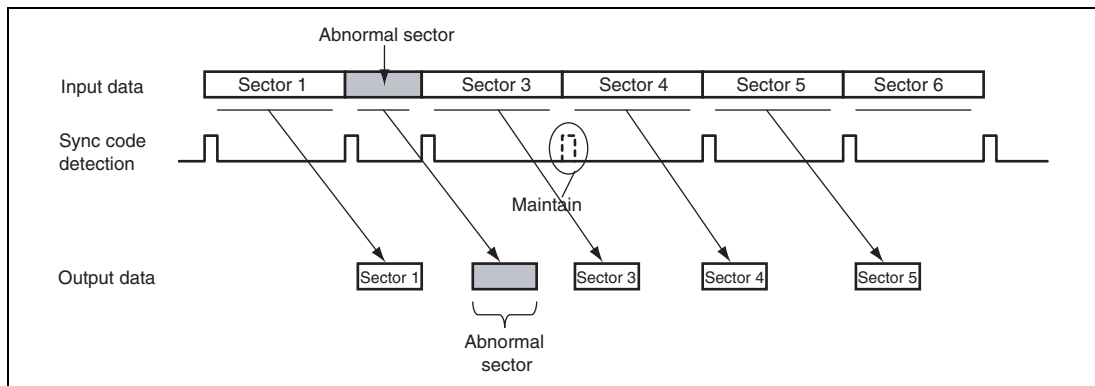 Abnormal sector
Input data
Sector 1
Sector 3
Sector 4
Sector 5
Sector 6
Sync code
detection
Maintain
Output data
Sector 1
Sector 3
Sector 4
Sector 5
Abnormal
sector